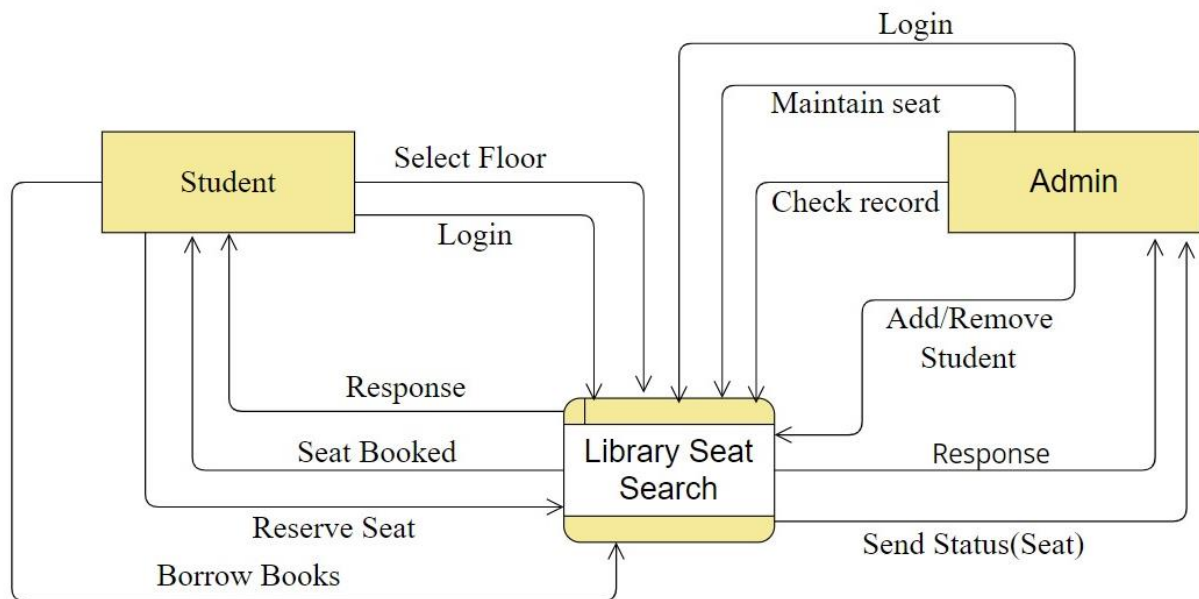 Login
Maintain seat
Select Floor
Student
Admin
Check record
Login
Add/Remove
Student
Response
Library Seat
Search
Seat Booked
Response
Reserve Seat
Send Status(Seat)
Borrow Books